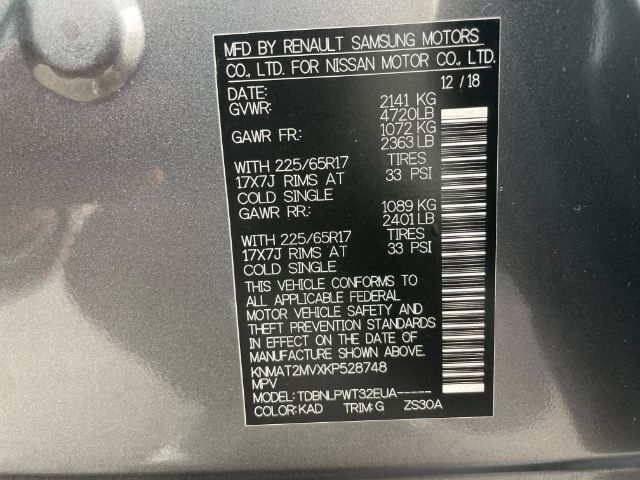 MFD BY RENAULT SAMSUNG MOTORS
CO., LTD. FOR NISSAN MOTOR CO., LTD.
DATE: 12/18
GVWR: 2141 KG
4720LB
GAWR FR: 1072 KG
2363LB
WITH 225/65R17 TIRES
17X7J RIMS AT 33 PSI
COLD SINGLE
GAWR RR: 1089 KG
2401LB
WITH 225/65R17 TIRES
17X7J RIMS AT 33 PSI
COLD SINGLE
THIS VEHICLE CONFORMS TO
ALL APPLICABLE FEDERAL
MOTOR VEHICLE SAFETY AND
THEFT PREVENTION STANDARDS
IN EFFECT ON THE DATE OF
MANUFACTURE SHOWN ABOVE.
KNMAT2MVXKP528748
MPV
MODEL: TDBNLPWT32EUA-----
COLOR: KAD TRIM: G ZS30A